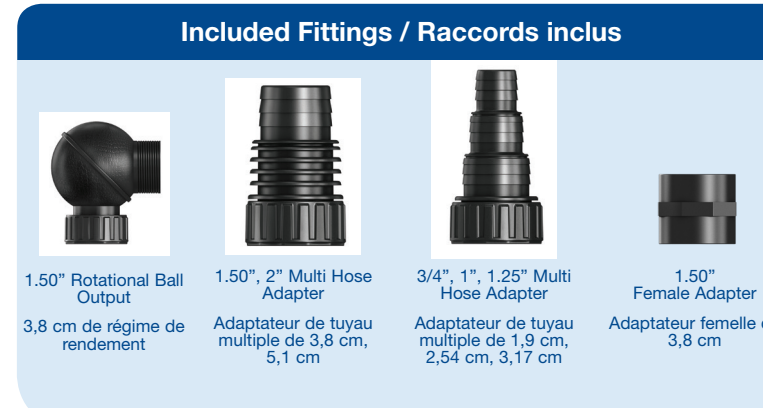 Included Fittings / Raccords inclus
1.50” Rotational Ball
Output
3,8 cm de régime de
rendement
1.50”, 2” Multi Hose
Adapter
Adaptateur de tuyau
multiple de 3,8 cm,
5,1 cm
3/4”, 1”, 1.25” Multi
Hose Adapter
Adaptateur de tuyau
multiple de 1,9 cm,
2,54 cm, 3,17 cm
1.50”
Female Adapter
Adaptateur femelle
3,8 cm